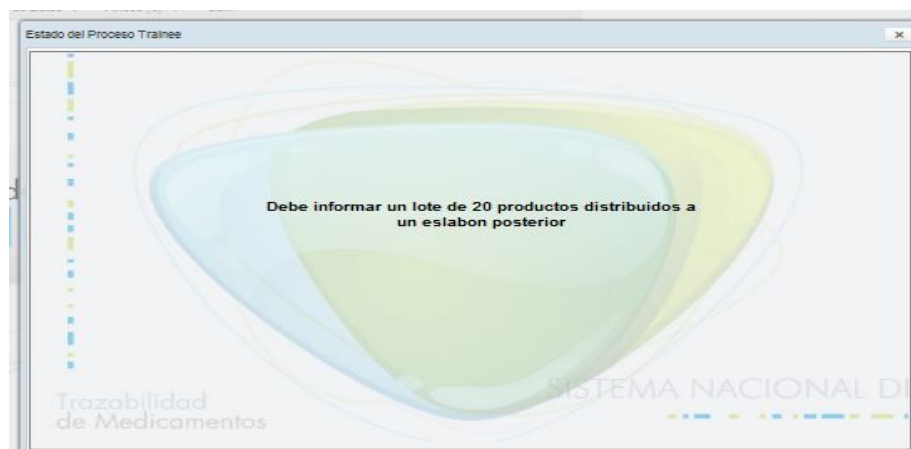 Estado del Proceso Trainee
Debe informar un lote de 20 productos distribuidos a
un eslabon posterior
SISTEMA NACIONAL DE
Trazabilidad
de Medicamentos